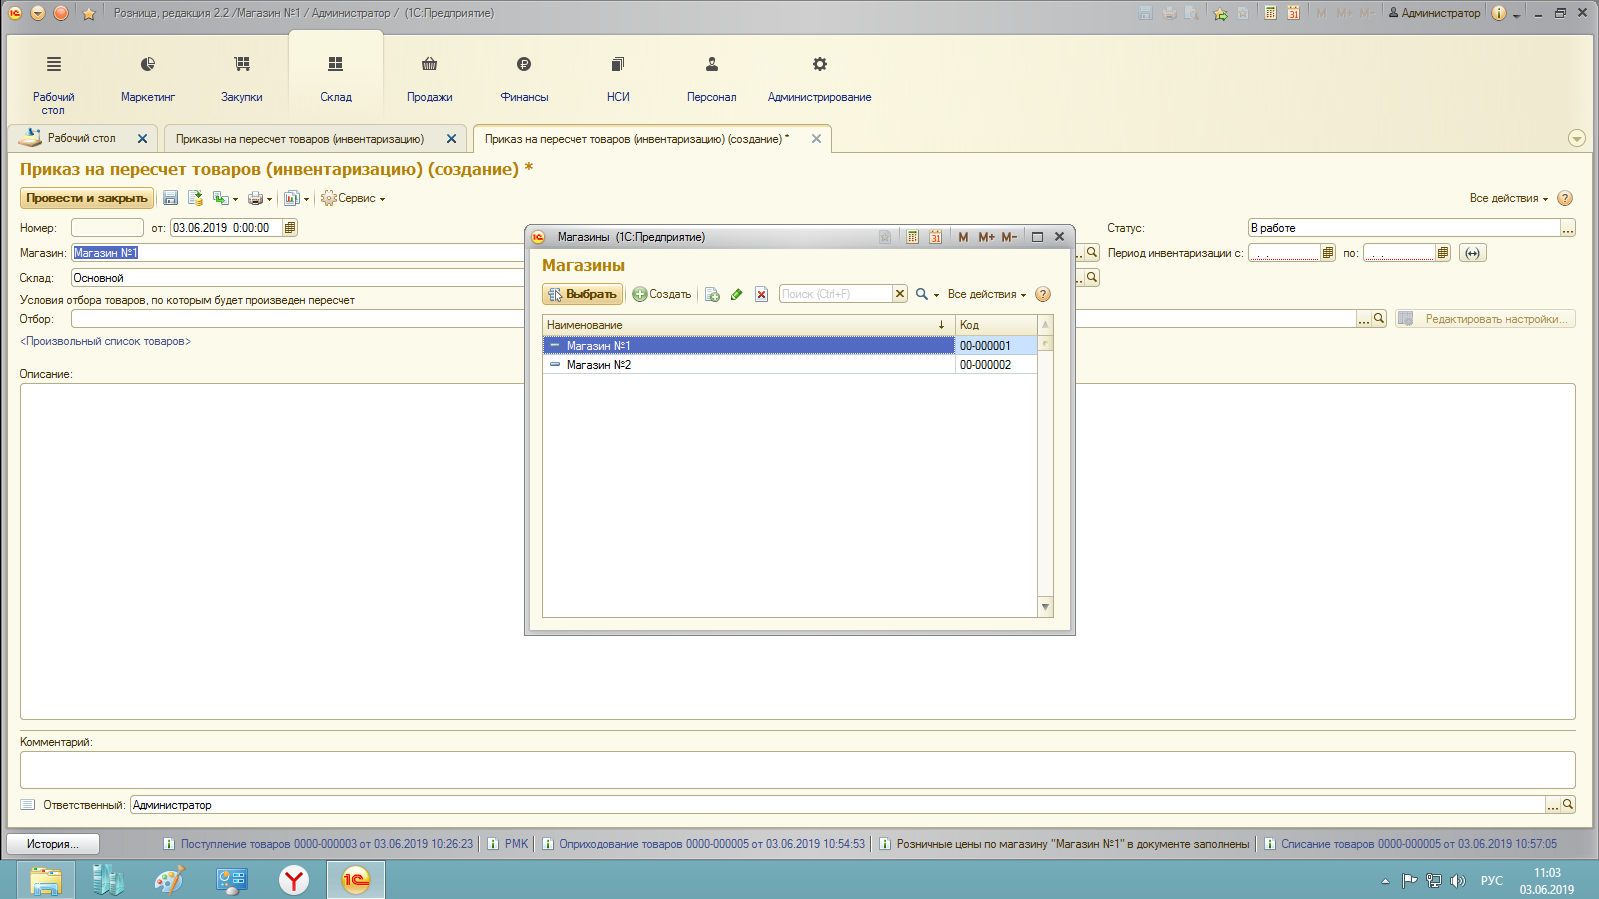 Розница, редакция 2.2 /Магазин №1 / Администратор /  (1С:Предприятие)
M M+ M- Администратор
Рабочий стол
Маркетинг
Закупки
Склад
Продажи
Финансы
НСИ
Персонал
Администрирование
Рабочий стол
Приказы на пересчет товаров (инвентаризацию)
Приказ на пересчет товаров (инвентаризацию) (создание) *
Приказ на пересчет товаров (инвентаризацию) (создание) *
Провести и закрыть
Сервис
Все действия
?
Номер:
от: 03.06.2019  0:00:00
Статус: В работе
Магазин: Магазин №1
Период инвентаризации с: . . по: . .
Склад: Основной
Условия отбора товаров, по которым будет произведен пересчет
Отбор:
Редактировать настройки...
<Произвольный список товаров>
Описание:
Магазины  (1С:Предприятие)
31 M M+ M-
Магазины
Выбрать
Создать
Поиск (Ctrl+F)
Все действия
?
Наименование ↓ Код
Магазин №1 00-000001
Магазин №2 00-000002
Комментарий:
Ответственный: Администратор
История...
Поступление товаров 0000-000003 от 03.06.2019 10:26:23
РМК
Оприходование товаров 0000-000005 от 03.06.2019 10:54:53
Розничные цены по магазину "Магазин №1" в документе заполнены
Списание товаров 0000-000005 от 03.06.2019 10:57:05
РУС
11:03
03.06.2019